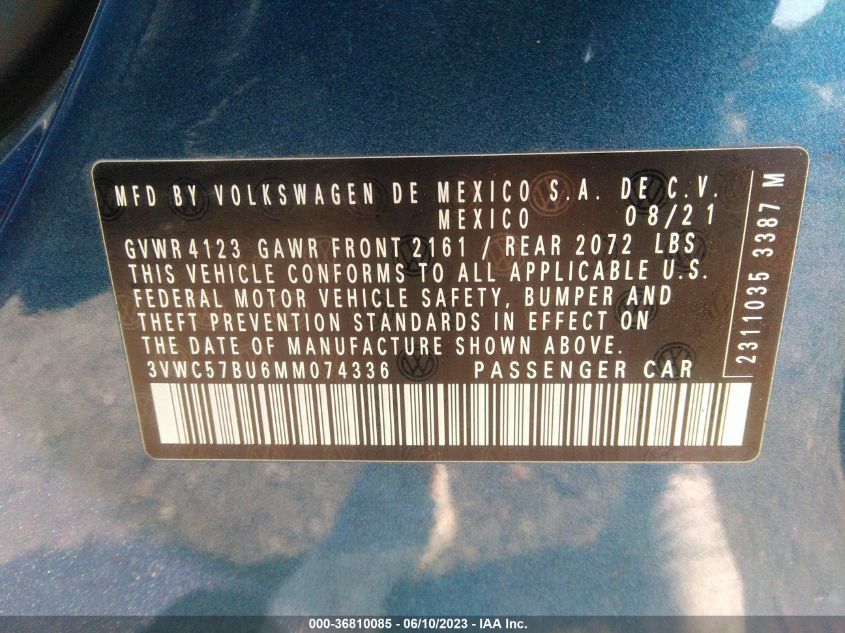 MFD BY VOLKSWAGEN DE MEXICO S.A. DE C.V.
MEXICO 08/21
GVWR 4123 GAWR FRONT 2161 / REAR 2072 LBS
THIS VEHICLE CONFORMS TO ALL APPLICABLE U.S.
FEDERAL MOTOR VEHICLE SAFETY, BUMPER AND
THEFT PREVENTION STANDARDS IN EFFECT ON
THE DATE OF MANUFACTURE SHOWN ABOVE.
3VWC57BU6MM074336 PASSENGER CAR
2311035 3387 M
000-36810085 - 06/10/2023 - IAA Inc.